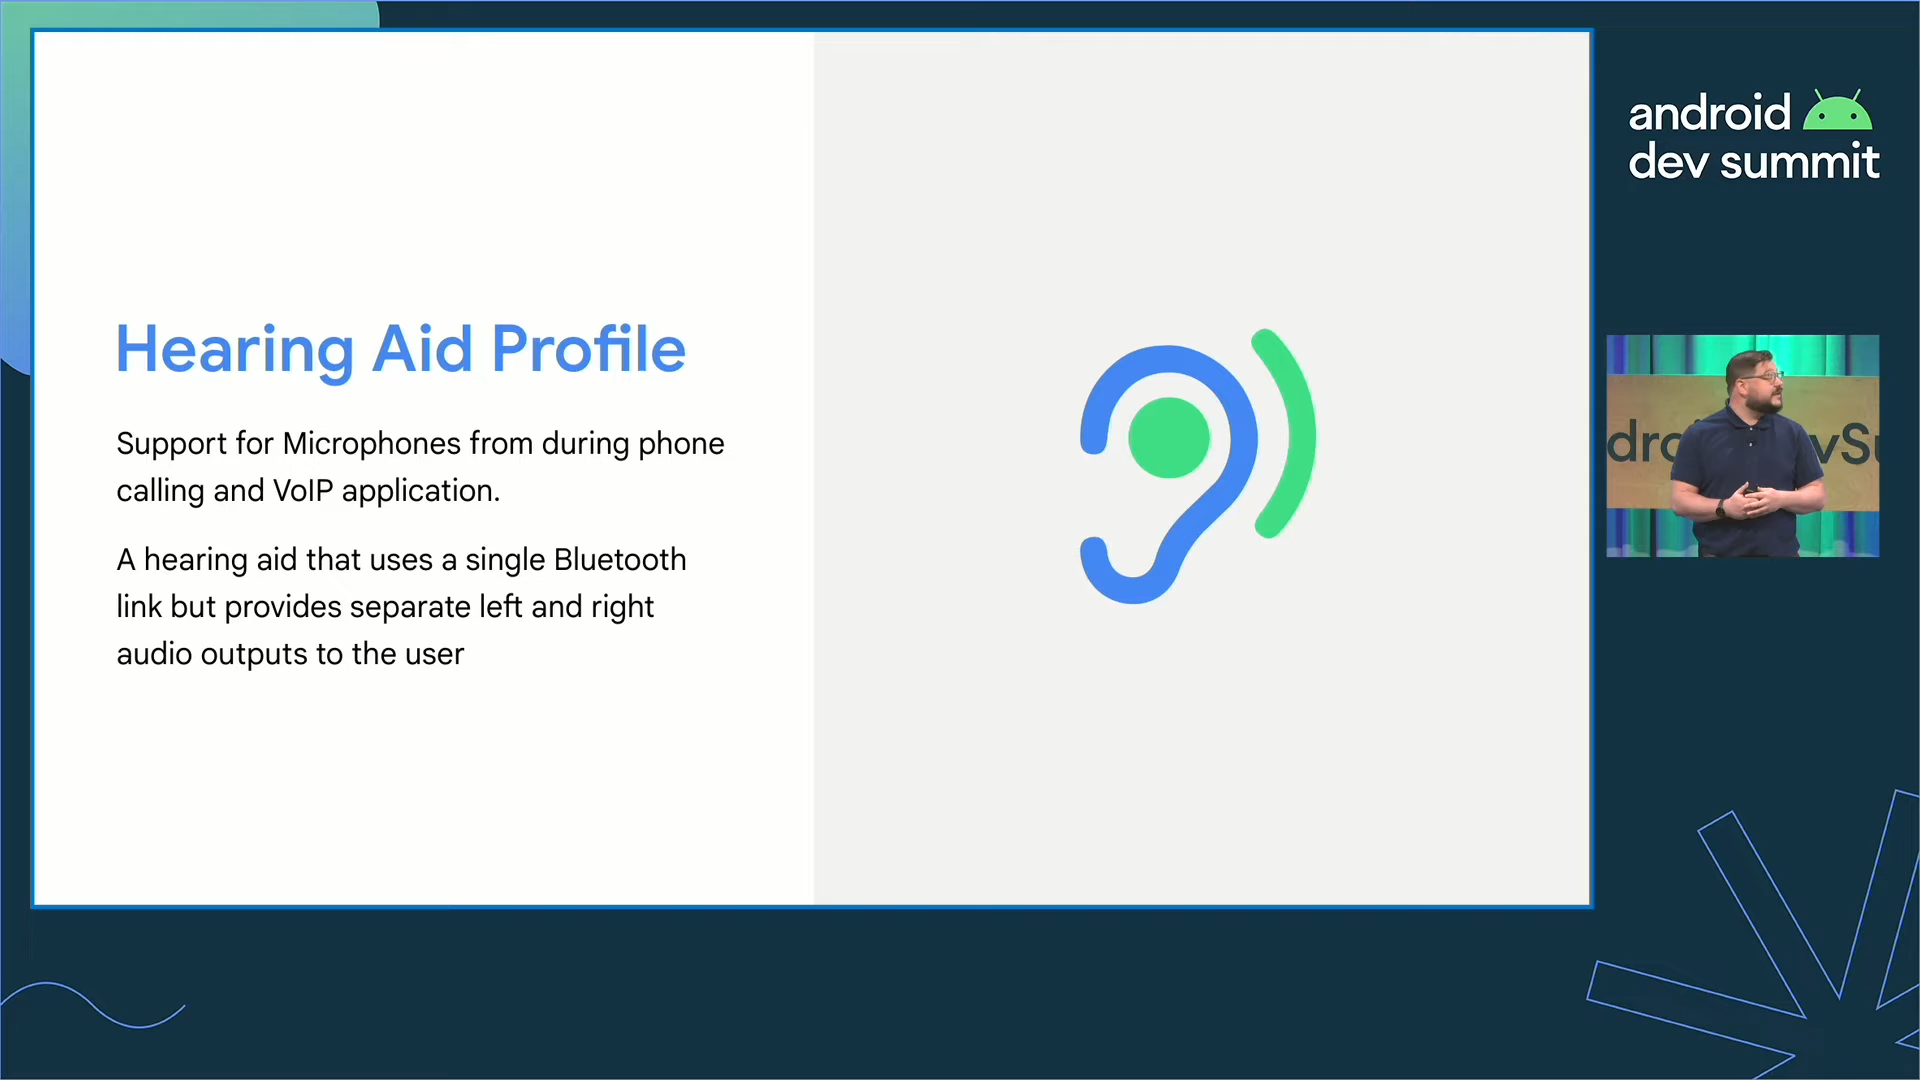 Hearing Aid Profile
Support for Microphones from during phone
calling and VoIP application.
A hearing aid that uses a single Bluetooth
link but provides separate left and right
audio outputs to the user
android
dev summit